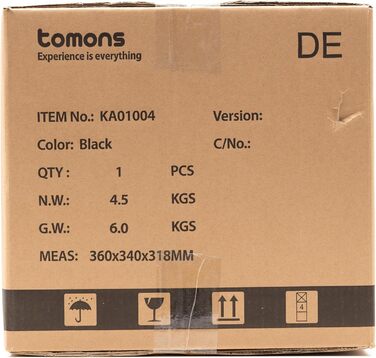 tomons
Experience is everything
DE
ITEM No.: KA01004
Version:
Color: Black
C/No.:
QTY : 1 PCS
N.W.: 4.5 KGS
G.W.: 6.0 KGS
MEAS: 360x340x318MM
4